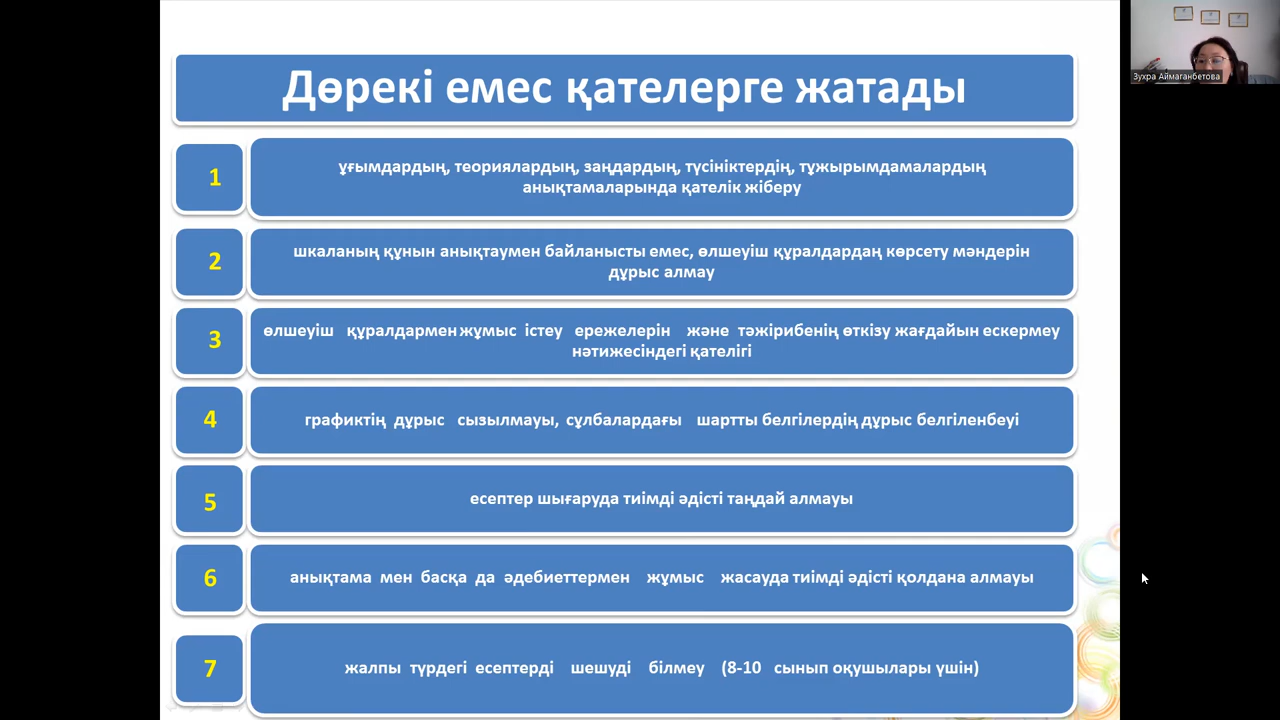 Дөрекі емес қателерге жатады
1
ұғымдардың, теориялардың, заңдардың, түсініктердің, тұжырымдамалардың
анықтамаларында қателік жіберу
2
шкаланың құнын анықтаумен байланысты емес, өлшеуіш құралдардаң көрсету мәндерін
дұрыс алмау
3
өлшеуіш құралдармен жұмыс істеу ережелерін және тәжірибенің өткізу жағдайын ескермеу
нәтижесіндегі қателігі
4
графиктің дұрыс сызылмауы, сұлбалардағы шартты белгілердің дұрыс белгіленбеуі
5
есептер шығаруда тиімді әдісті таңдай алмауы
6
анықтама мен басқа да әдебиеттермен жұмыс жасауда тиімді әдісті қолдана алмауы
7
жалпы түрдегі есептерді шешуді білмеу (8-10 сынып оқушылары үшін)
Зухра Аймаганбетова